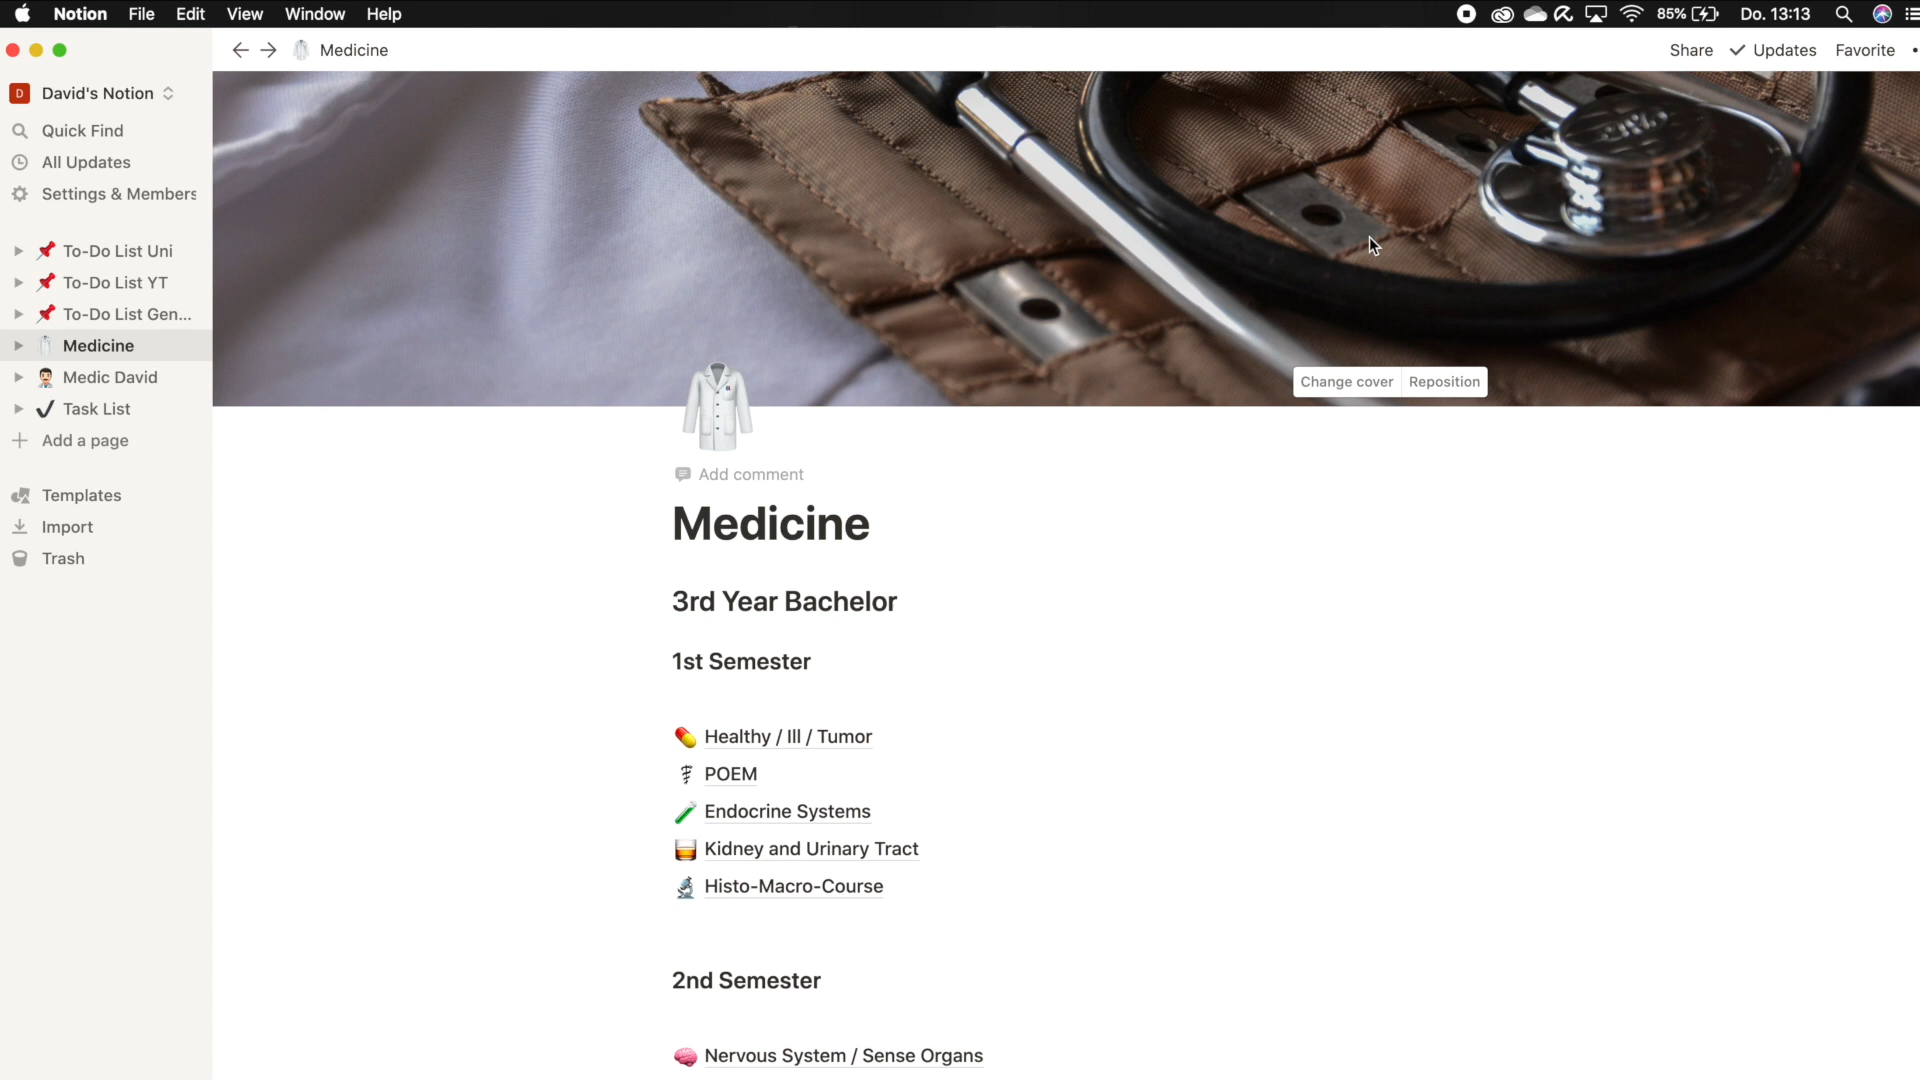 Notion File Edit View Window Help 85% Do. 13:13
Medicine Share Updates Favorite
D David's Notion
Quick Find
All Updates
Settings & Members
To-Do List Uni
To-Do List YT
To-Do List Gen...
Medicine
Medic David
Task List
Add a page
Templates
Import
Trash
Change cover Reposition
Add comment
Medicine
3rd Year Bachelor
1st Semester
Healthy / Ill / Tumor
POEM
Endocrine Systems
Kidney and Urinary Tract
Histo-Macro-Course
2nd Semester
Nervous System / Sense Organs